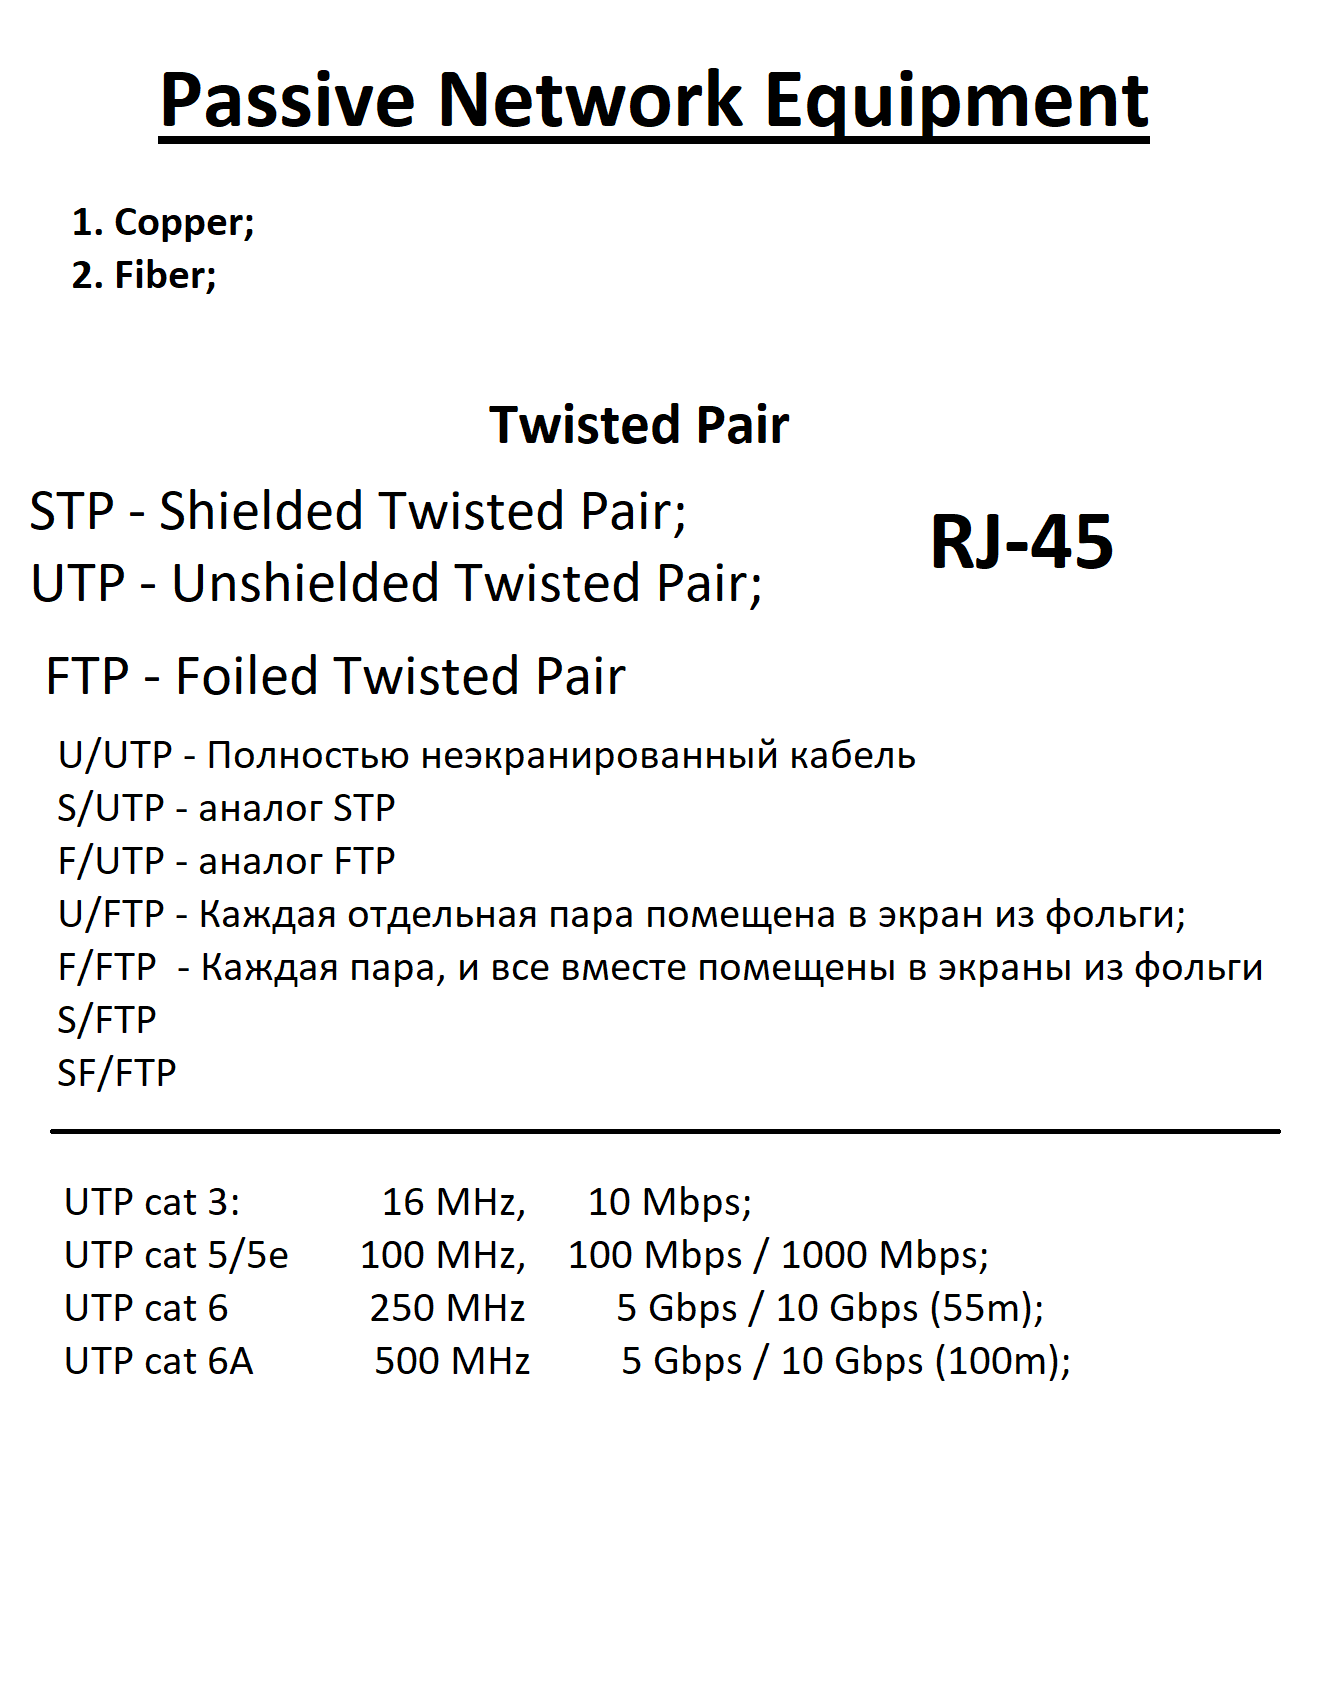 Passive Network Equipment
1. Copper;
2. Fiber;
Twisted Pair
STP - Shielded Twisted Pair;
RJ-45
UTP - Unshielded Twisted Pair;
FTP - Foiled Twisted Pair
U/UTP - Полностью неэкранированный кабель
S/UTP - аналог STP
F/UTP - аналог FTP
U/FTP - Каждая отдельная пара помещена в экран из фольги;
F/FTP - Каждая пара, и все вместе помещены в экраны из фольги
S/FTP
SF/FTP
UTP cat 3: 16 MHz, 10 Mbps;
UTP cat 5/5e 100 MHz, 100 Mbps / 1000 Mbps;
UTP cat 6 250 MHz 5 Gbps / 10 Gbps (55m);
UTP cat 6A 500 MHz 5 Gbps / 10 Gbps (100m);